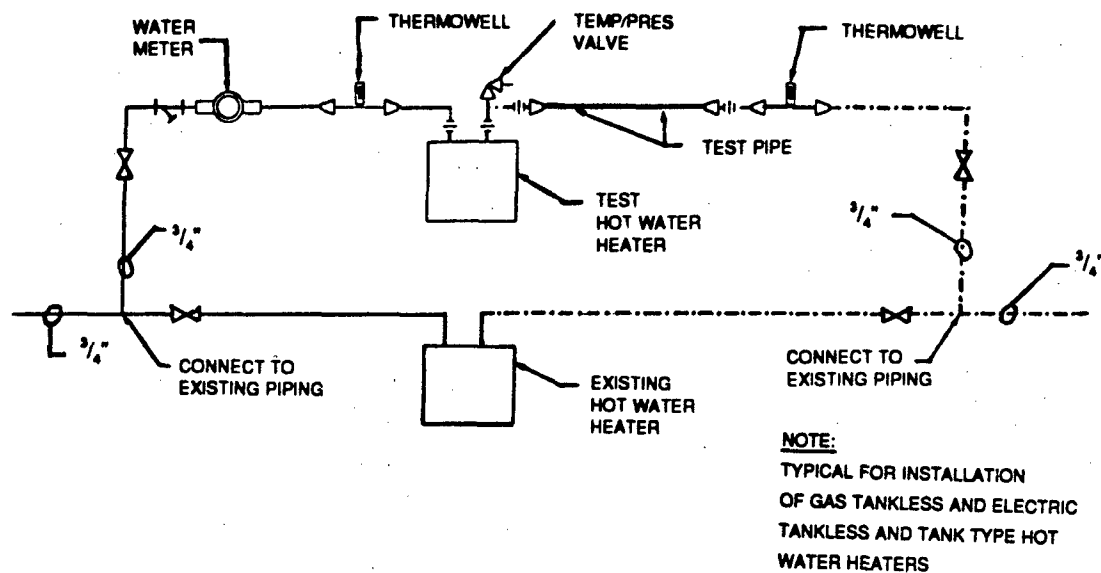 WATER
METER
THERMOWELL
TEMP/PRES
VALVE
THERMOWELL
TEST PIPE
TEST
HOT WATER
HEATER
3/4"
3/4"
3/4"
3/4"
CONNECT TO
EXISTING PIPING
EXISTING
HOT WATER
HEATER
CONNECT TO
EXISTING PIPING
NOTE:
TYPICAL FOR INSTALLATION
OF GAS TANKLESS AND ELECTRIC
TANKLESS AND TANK TYPE HOT
WATER HEATERS